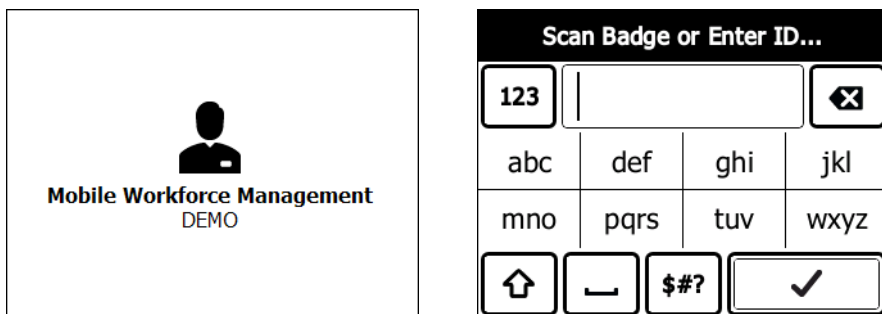 Mobile Workforce Management
DEMO
Scan Badge or Enter ID...
123
abc def ghi jkl
mno pqrs tuv wxyz
$#?